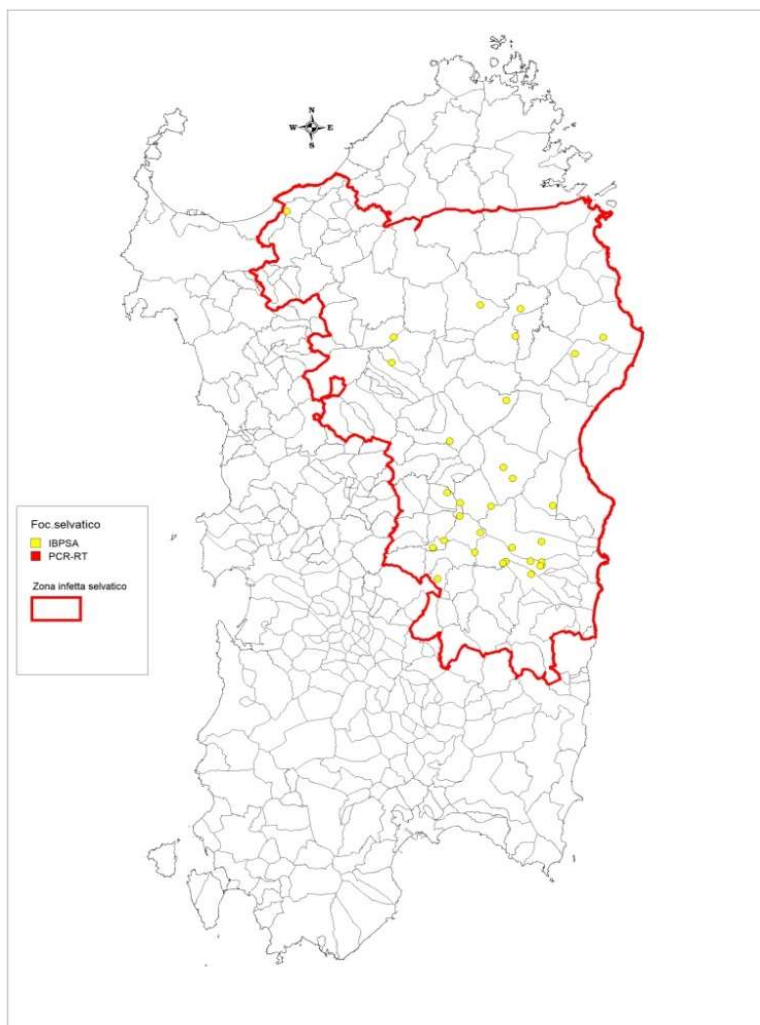 N
W E
S
Foc.selvatico
IBPSA
PCR-RT
Zona infetta selvatico